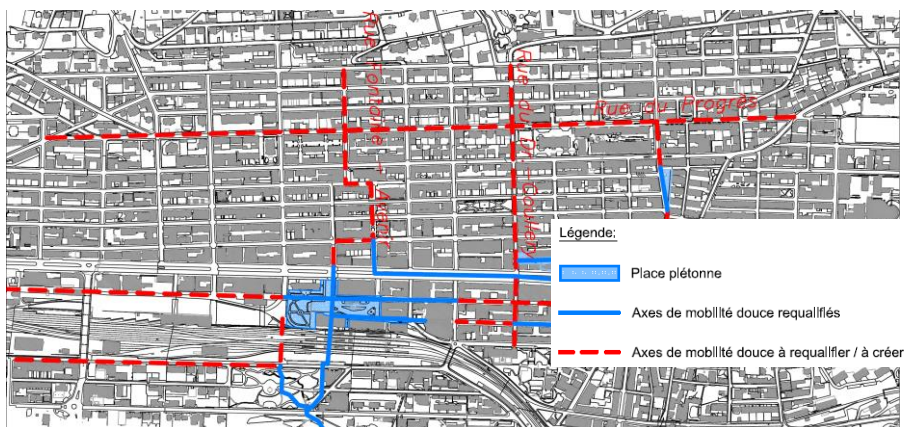 Rue Fontaine - Avenir
Rue du Dr-Coullery
Rue du Progrès
Légende:
Place piétonne
Axes de mobilité douce requalifiés
Axes de mobilité douce à requalifier / à créer